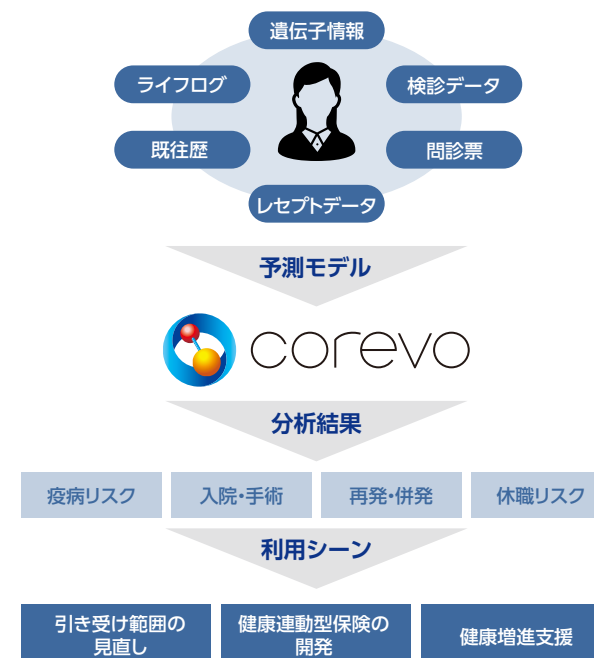 遺伝子情報
ライフログ
検診データ
既往歴
問診票
レセプトデータ
予測モデル
corevo
分析結果
疫病リスク
入院・手術
再発・併発
休職リスク
利用シーン
引き受け範囲の
見直し
健康連動型保険の
開発
健康増進支援